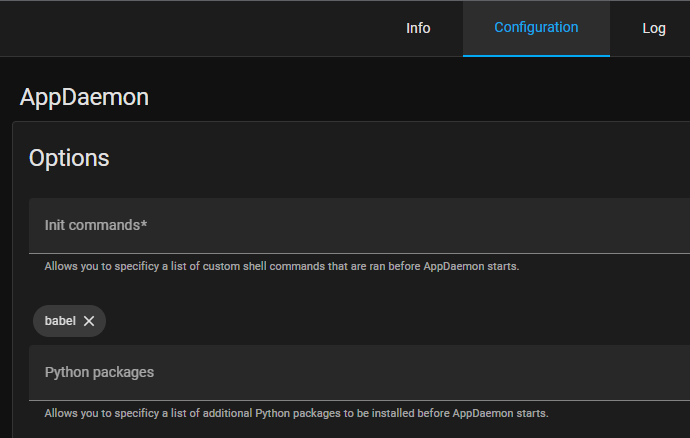 Info Configuration Log
AppDaemon
Options
Init commands*
Allows you to specificy a list of custom shell commands that are ran before AppDaemon starts.
babel
Python packages
Allows you to specificy a list of additional Python packages to be installed before AppDaemon starts.